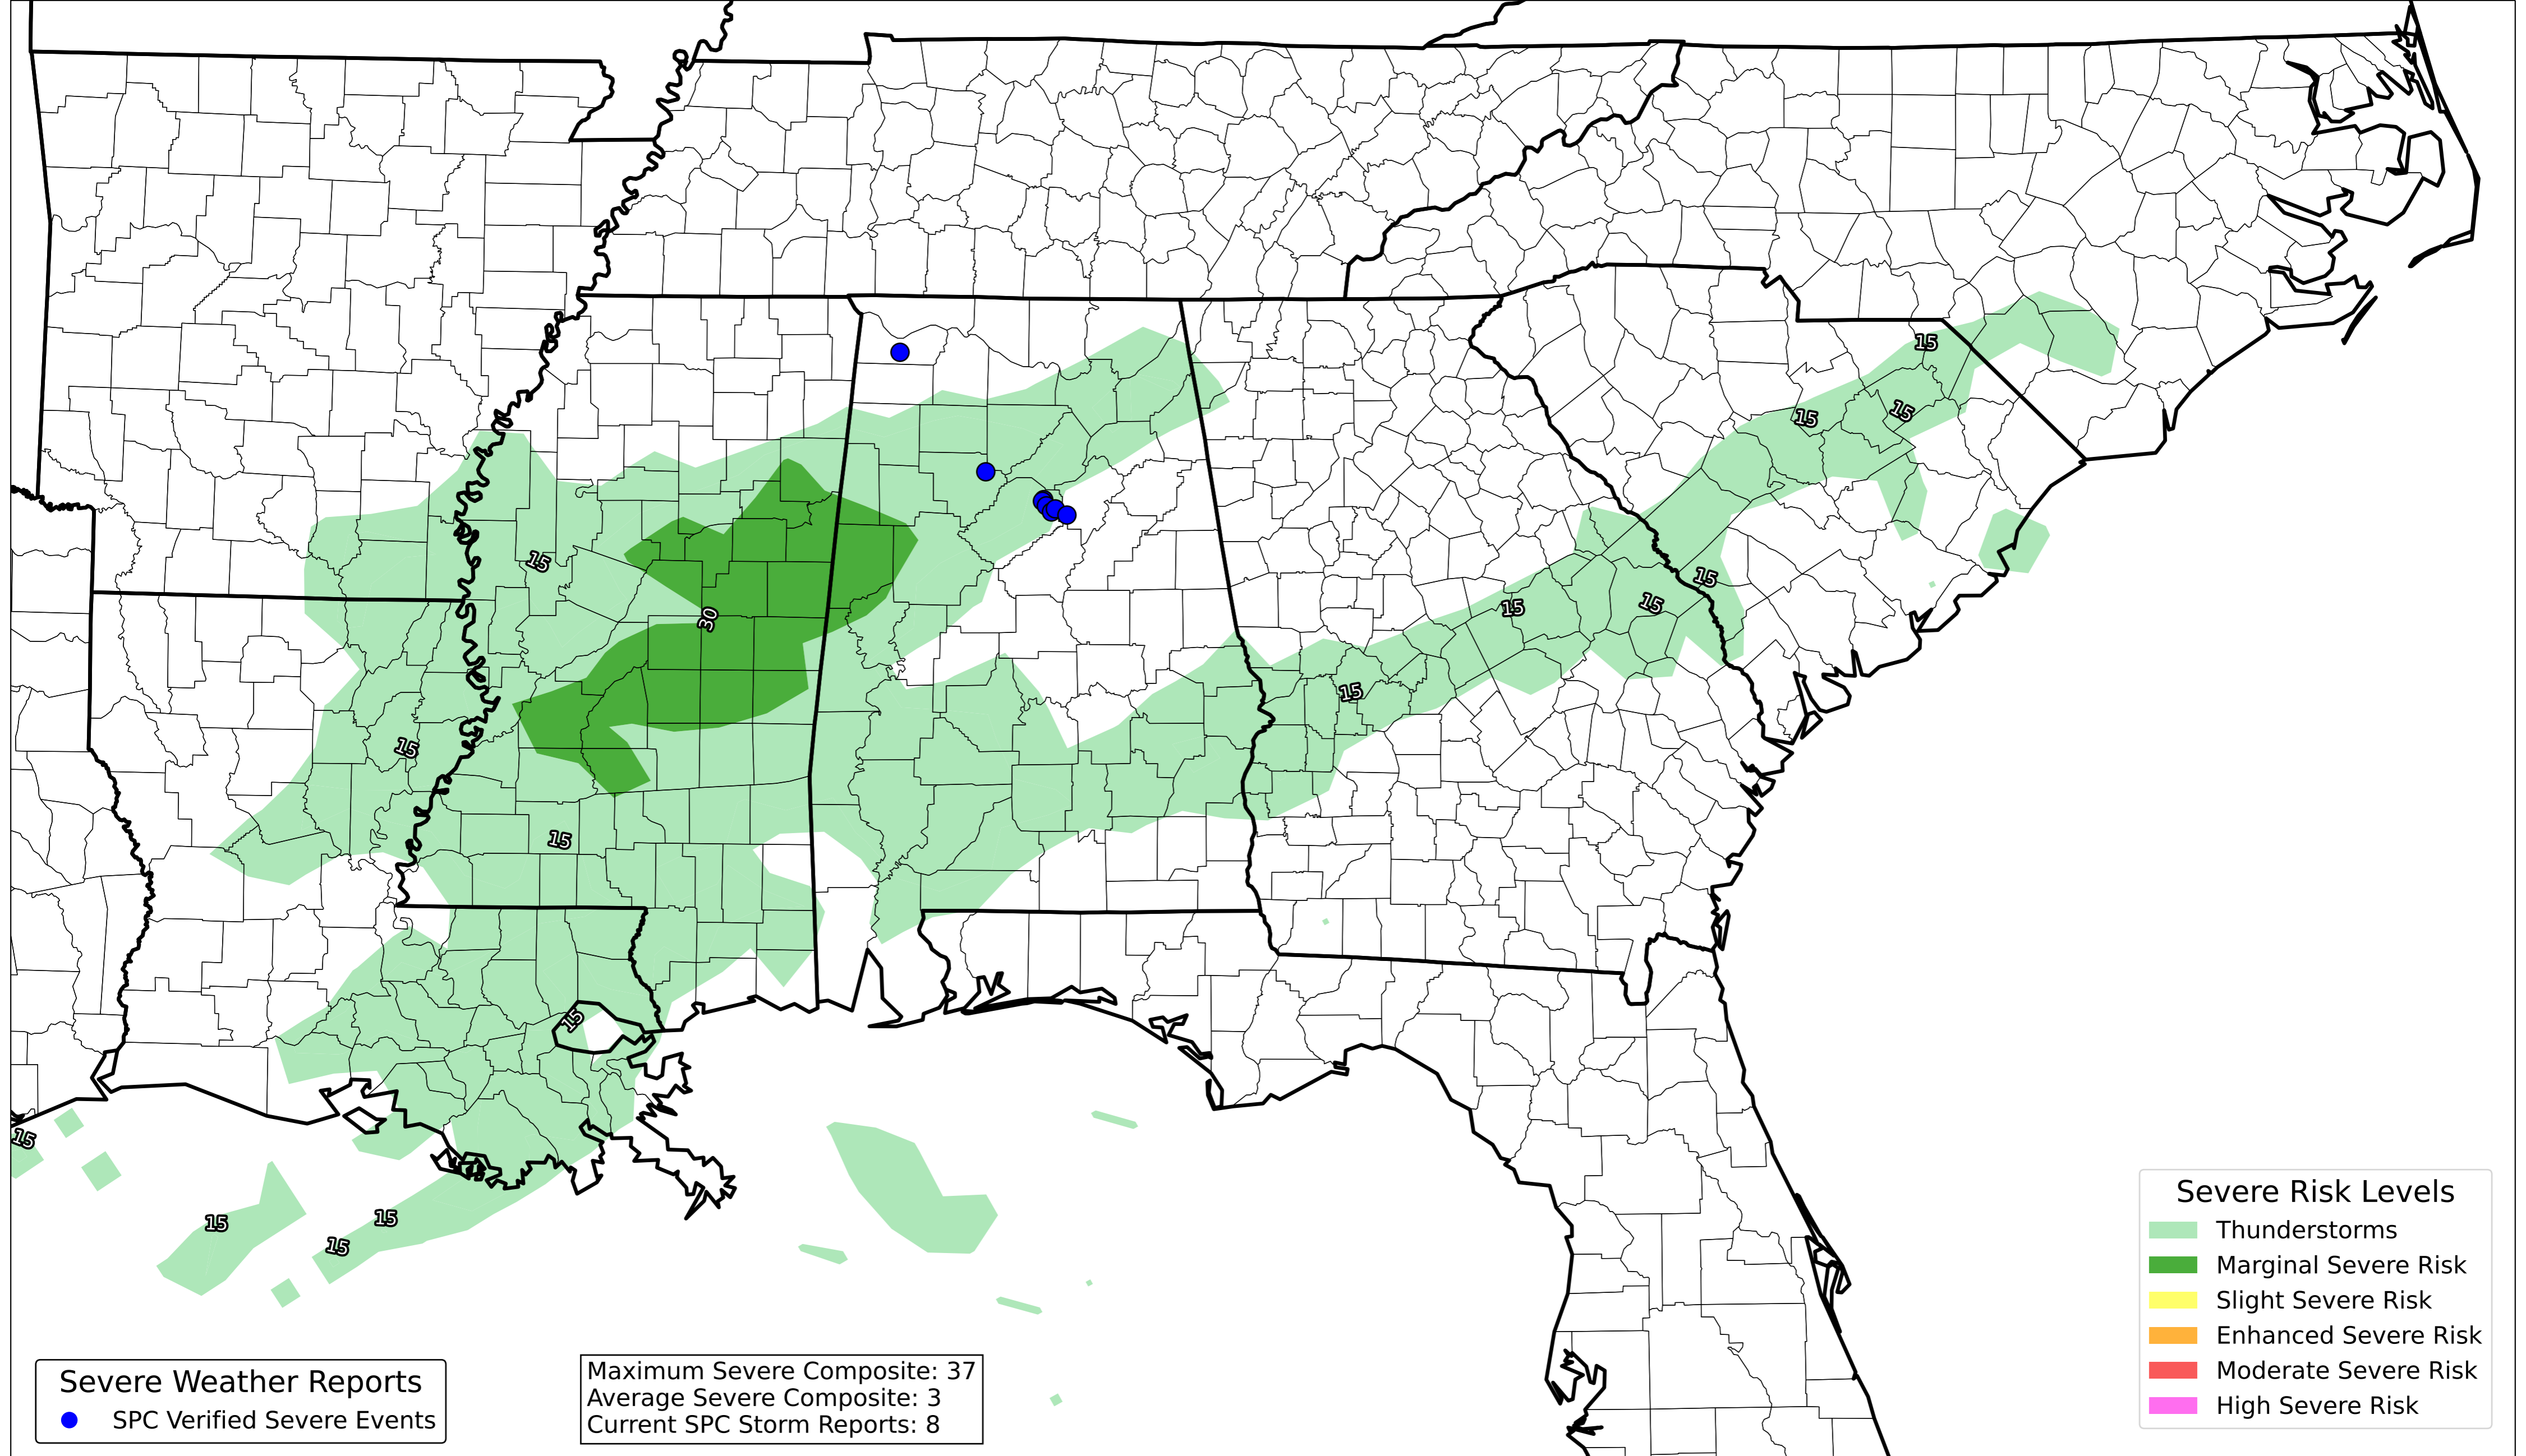 15
15
15
15
15
30
15
15
15
15
15
15
15
15
15
15
15
Severe Risk Levels
Thunderstorms
Marginal Severe Risk
Slight Severe Risk
Enhanced Severe Risk
Moderate Severe Risk
High Severe Risk
Severe Weather Reports
SPC Verified Severe Events
Maximum Severe Composite: 37
Average Severe Composite: 3
Current SPC Storm Reports: 8